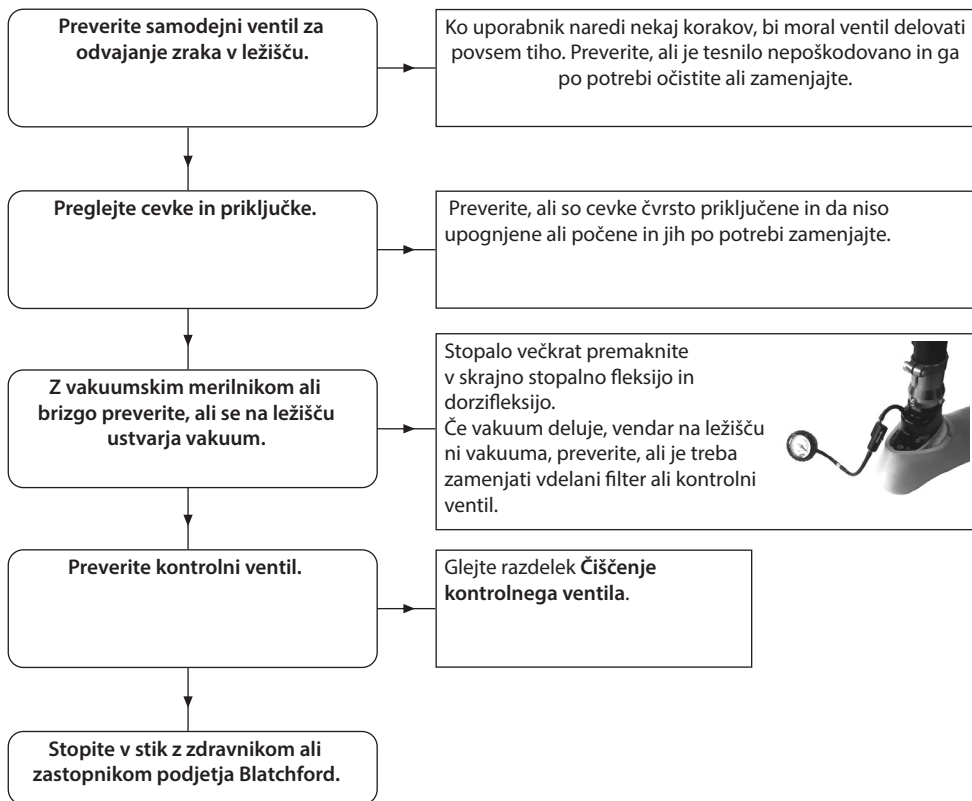 Preverite samodejni ventil za
odvajanje zraka v ležišču.
Ko uporabnik naredi nekaj korakov, bi moral ventil delovati
povsem tiho. Preverite, ali je tesnilo nepoškodovano in ga
po potrebi očistite ali zamenjajte.
Preglejte cevke in priključke.
Preverite, ali so cevke čvrsto priključene in da niso
upognjene ali počene in jih po potrebi zamenjajte.
Z vakuumskim merilnikom ali
brizgo preverite, ali se na ležišču
ustvarja vakuum.
Stopalo večkrat premaknite
v skrajno stopalno fleksijo in
dorzifleksijo.
Če vakuum deluje, vendar na ležišču
ni vakuuma, preverite, ali je treba
zamenjati vdelani filter ali kontrolni
ventil.
Preverite kontrolni ventil.
Glejte razdelek Čiščenje
kontrolnega ventila.
Stopite v stik z zdravnikom ali
zastopnikom podjetja Blatchford.